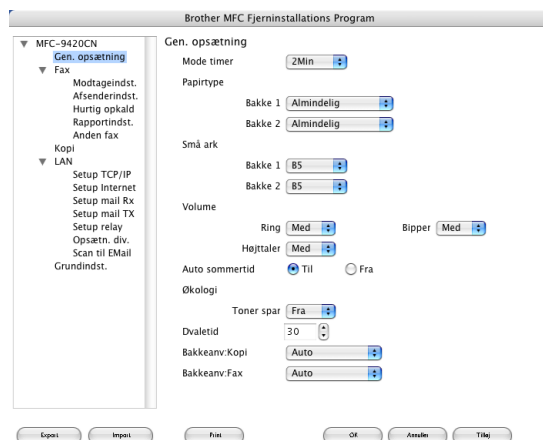 Brother MFC Fjerninstallations Program
MFC-9420CN
Gen. opsætning
Fax
Modtageindst.
Afsenderindst.
Hurtig opkald
Rapportindst.
Anden fax
Kopi
LAN
Setup TCP/IP
Setup Internet
Setup mail Rx
Setup mail TX
Setup relay
Opsætn. div.
Scan til EMail
Grundindst.
Gen. opsætning
Mode timer 2Min
Papirtype
Bakke 1 Almindelig
Bakke 2 Almindelig
Små ark
Bakke 1 B5
Bakke 2 B5
Volume
Ring Med Bipper Med
Højttaler Med
Auto sommertid Til Fra
Økologi
Toner spar Fra
Dvaletid 30
Bakkeanv:Kopi Auto
Bakkeanv:Fax Auto
Export Import Print OK Annuller Tilføj